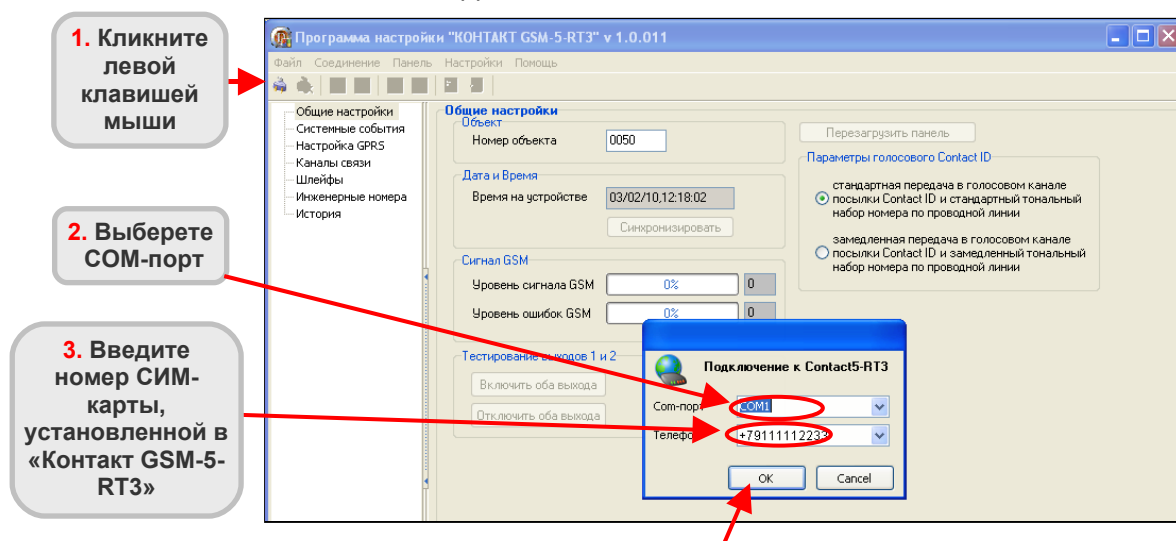 1. Кликните
левой
клавишей
мыши
2. Выберете
COM-порт
3. Введите
номер СИМ-
карты,
установленной в
«Контакт GSM-5-
RT3»
Программа настройки "КОНТАКТ GSM-5-RT3" v 1.0.011
Файл Соединение Панель Настройки Помощь
Общие настройки
Системные события
Настройка GPRS
Каналы связи
Шлейфы
Инженерные номера
История
Общие настройки
Объект
Номер объекта 0050
Дата и Время
Время на устройстве 03/02/10,12:18:02
Синхронизировать
Сигнал GSM
Уровень сигнала GSM 0% 0
Уровень ошибок GSM 0% 0
Тестирование выходов 1 и 2
Включить оба выхода
Отключить оба выхода
Перезагрузить панель
Параметры голосового Contact ID
стандартная передача в голосовом канале
посылки Contact ID и стандартный тональный
набор номера по проводной линии
замедленная передача в голосовом канале
посылки Contact ID и замедленный тональный
набор номера по проводной линии
Подключение к Contact5-RT3
Com-порт COM1
Телефон +79111112233
OK Cancel